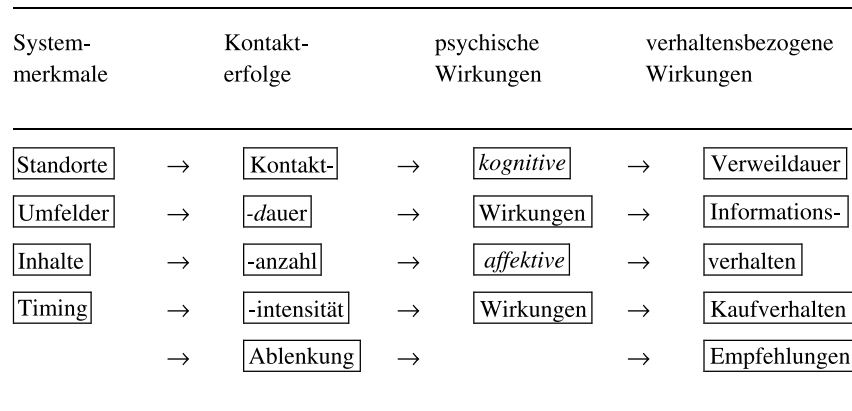 System- Kontakt- psychische verhaltensbezogene
merkmale erfolge Wirkungen Wirkungen
Standorte → Kontakt- → kognitive → Verweildauer
Umfelder → -dauer → Wirkungen → Informations-
Inhalte → -anzahl → affektive → verhalten
Timing → -intensität → Wirkungen → Kaufverhalten
→ Ablenkung → → Empfehlungen